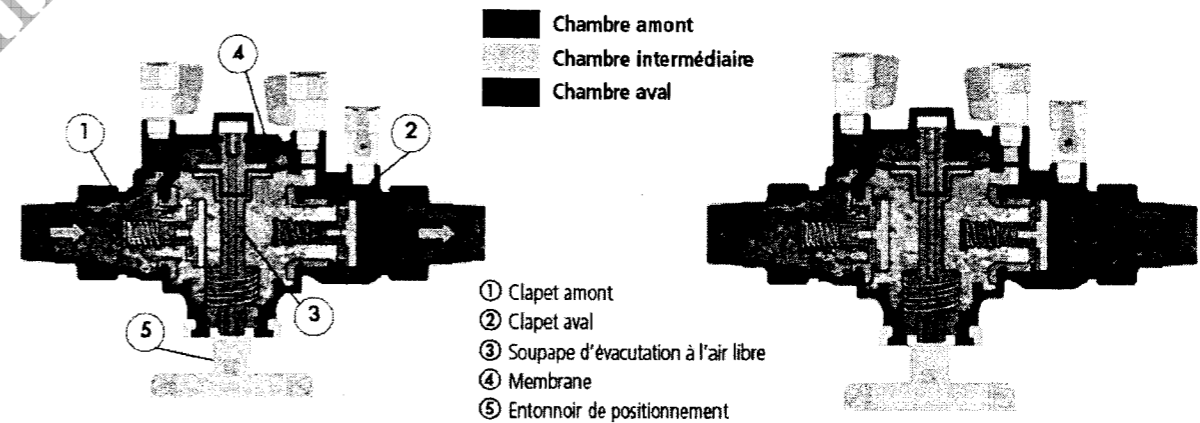 Chambre amont
Chambre intermédiaire
Chambre aval
4
1
2
3
5
① Clapet amont
② Clapet aval
③ Soupape d'évacutation à l'air libre
④ Membrane
⑤ Entonnoir de positionnement